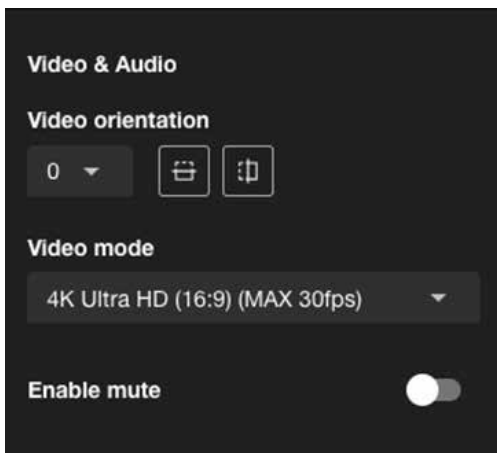 Video & Audio
Video orientation
0
Video mode
4K Ultra HD (16:9) (MAX 30fps)
Enable mute